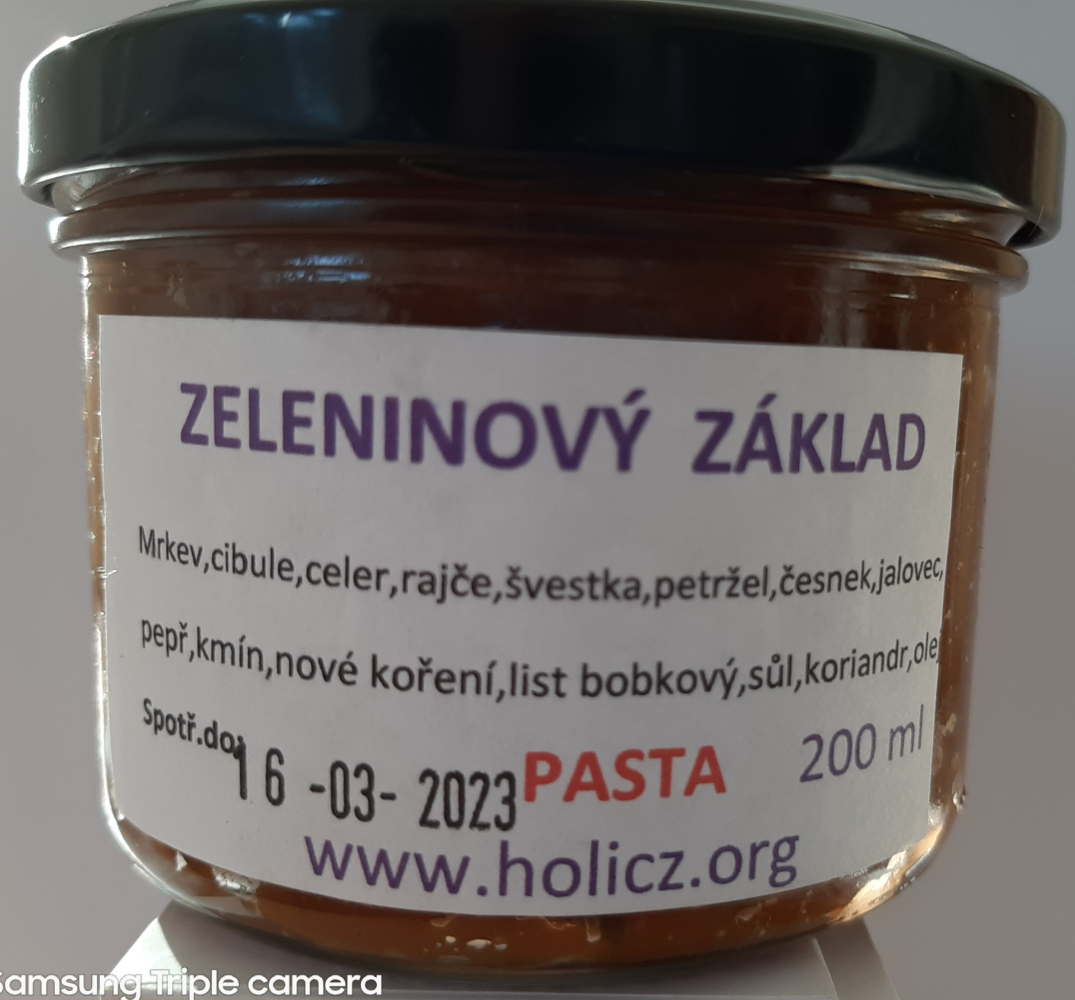 ZELENINOVÝ ZÁKLAD
Mrkev,cibule,celer,rajče,švestka,petržel,česnek,jalovec,
pepř,kmín,nové koření,list bobkový,sůl,koriandr,olej
Spotř.do: 16 -03- 2023 PASTA 200 ml
www.holicz.org
Samsung Triple camera